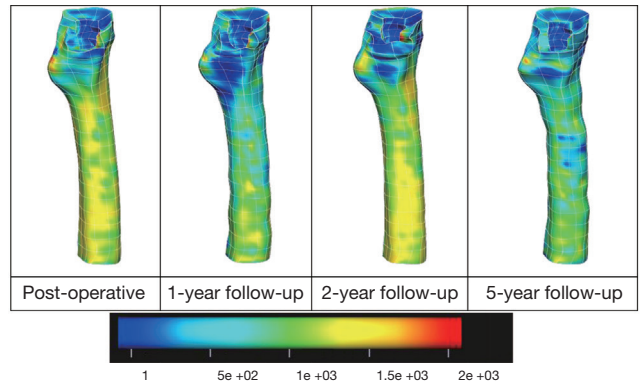 Post-operative 1-year follow-up 2-year follow-up 5-year follow-up
1 5e +02 1e +03 1.5e +03 2e +03